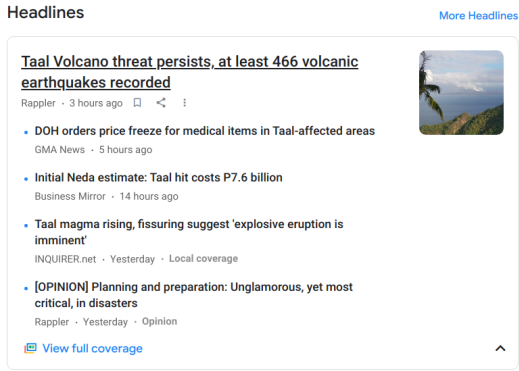 Headlines
More Headlines
Taal Volcano threat persists, at least 466 volcanic
earthquakes recorded
Rappler · 3 hours ago
DOH orders price freeze for medical items in Taal-affected areas
GMA News · 5 hours ago
Initial Neda estimate: Taal hit costs P7.6 billion
Business Mirror · 14 hours ago
Taal magma rising, fissuring suggest 'explosive eruption is
imminent'
INQUIRER.net · Yesterday · Local coverage
[OPINION] Planning and preparation: Unglamorous, yet most
critical, in disasters
Rappler · Yesterday · Opinion
View full coverage